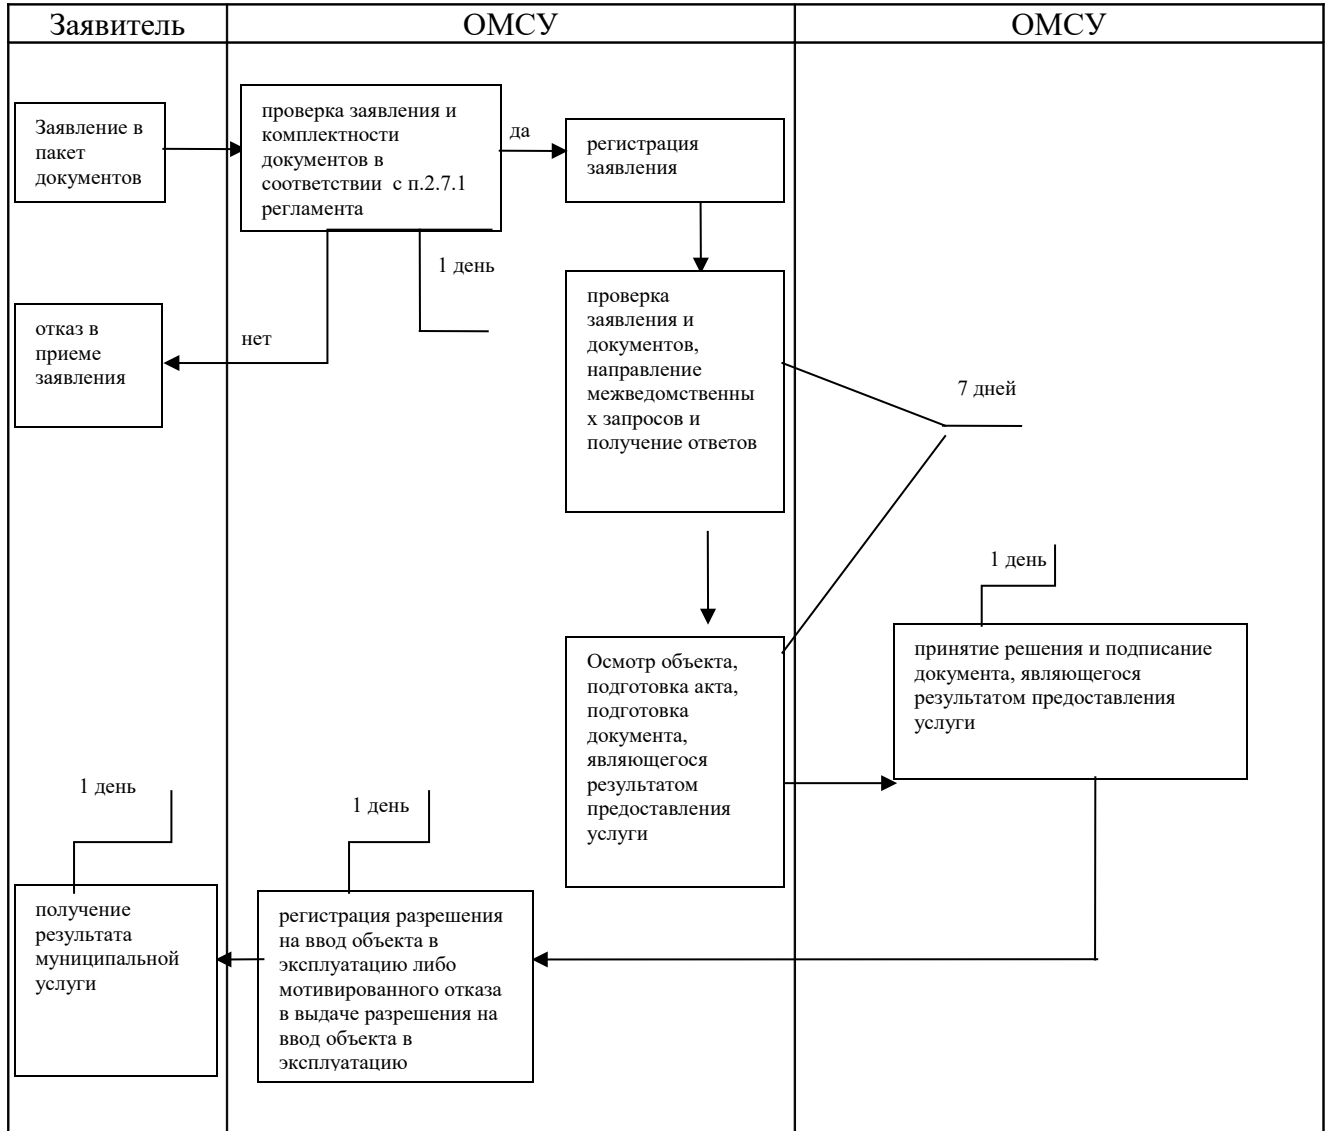 Заявитель
ОМСУ
ОМСУ
Заявление в
пакет
документов
проверка заявления и
комплектности
документов в
соответствии с п.2.7.1
регламента
да
регистрация
заявления
1 день
отказ в
приеме
заявления
нет
проверка
заявления и
документов,
направление
межведомственны
х запросов и
получение ответов
7 дней
1 день
Осмотр объекта,
подготовка акта,
подготовка
документа,
являющегося
результатом
предоставления
услуги
принятие решения и подписание
документа, являющегося
результатом предоставления
услуги
1 день
1 день
получение
результата
муниципальной
услуги
регистрация разрешения
на ввод объекта в
эксплуатацию либо
мотивированного отказа
в выдаче разрешения на
ввод объекта в
эксплуатацию